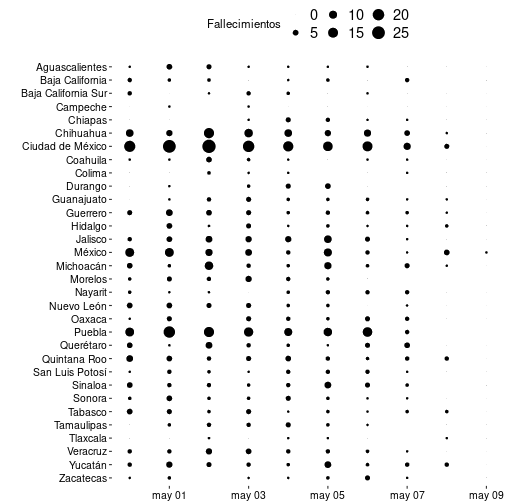 Fallecimientos
0 10 20
5 15 25
Aguascalientes
Baja California
Baja California Sur
Campeche
Chiapas
Chihuahua
Ciudad de México
Coahuila
Colima
Durango
Guanajuato
Guerrero
Hidalgo
Jalisco
México
Michoacán
Morelos
Nayarit
Nuevo León
Oaxaca
Puebla
Querétaro
Quintana Roo
San Luis Potosí
Sinaloa
Sonora
Tabasco
Tamaulipas
Tlaxcala
Veracruz
Yucatán
Zacatecas
may 01 may 03 may 05 may 07 may 09